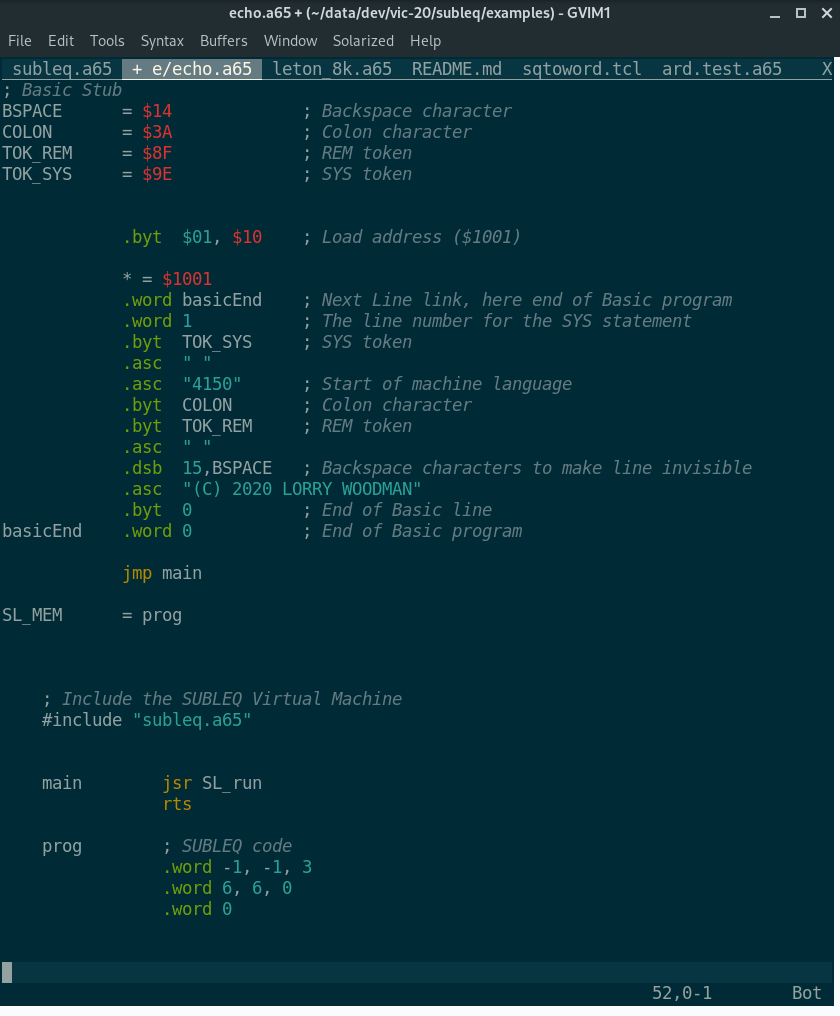 echo.a65 + (~/data/dev/vic-20/subleq/examples) - GVIM1
File Edit Tools Syntax Buffers Window Solarized Help
subleq.a65 + e/echo.a65 leton_8k.a65 README.md sqtoword.tcl ard.test.a65 X
; Basic Stub
BSPACE = $14 ; Backspace character
COLON = $3A ; Colon character
TOK_REM = $8F ; REM token
TOK_SYS = $9E ; SYS token
.byt $01, $10 ; Load address ($1001)
* = $1001
.word basicEnd ; Next Line link, here end of Basic program
.word 1 ; The line number for the SYS statement
.byt TOK_SYS ; SYS token
.asc " "
.asc "4150" ; Start of machine language
.byt COLON ; Colon character
.byt TOK_REM ; REM token
.asc " "
.dsb 15,BSPACE ; Backspace characters to make line invisible
.asc "(C) 2020 LORRY WOODMAN"
.byt 0 ; End of Basic line
basicEnd .word 0 ; End of Basic program
jmp main
SL_MEM = prog
; Include the SUBLEQ Virtual Machine
#include "subleq.a65"
main jsr SL_run
rts
prog ; SUBLEQ code
.word -1, -1, 3
.word 6, 6, 0
.word 0
52,0-1 Bot